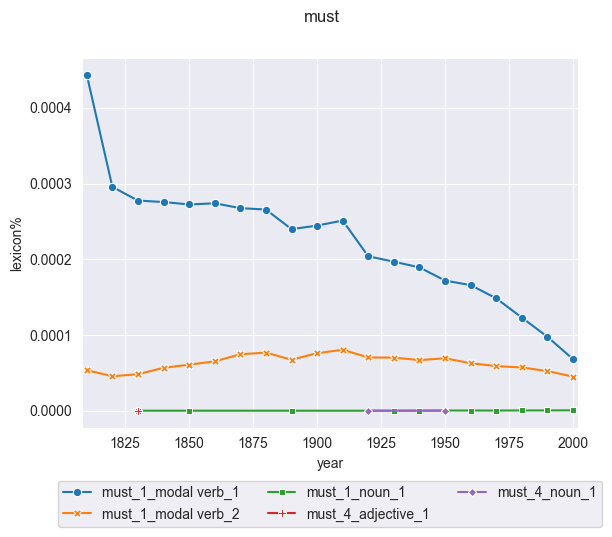 must
0.0004
0.0003
0.0002
0.0001
0.0000
lexicon%
1825 1850 1875 1900 1925 1950 1975 2000
year
must_1_modal verb_1 must_1_noun_1 must_4_noun_1
must_1_modal verb_2 must_4_adjective_1